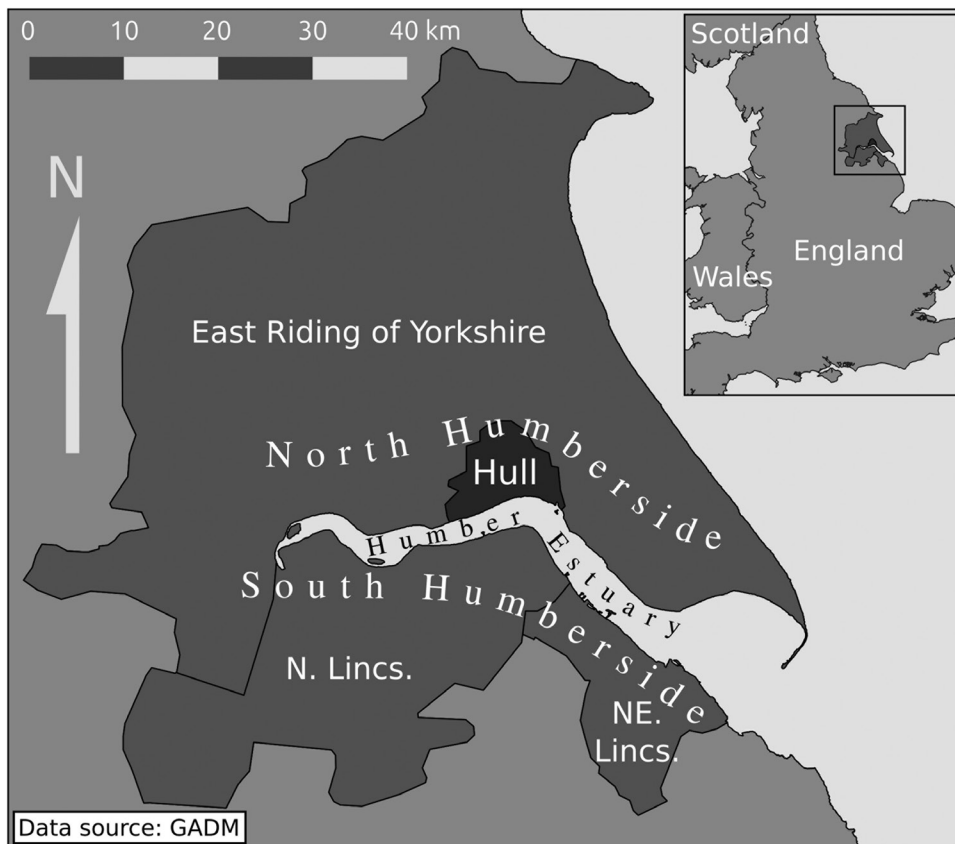 0 10 20 30 40 km
N
Scotland
England
Wales
East Riding of Yorkshire
North Humberside
Hull
Humber Estuary
South Humberside
N. Lincs.
NE.
Lincs.
Data source: GADM